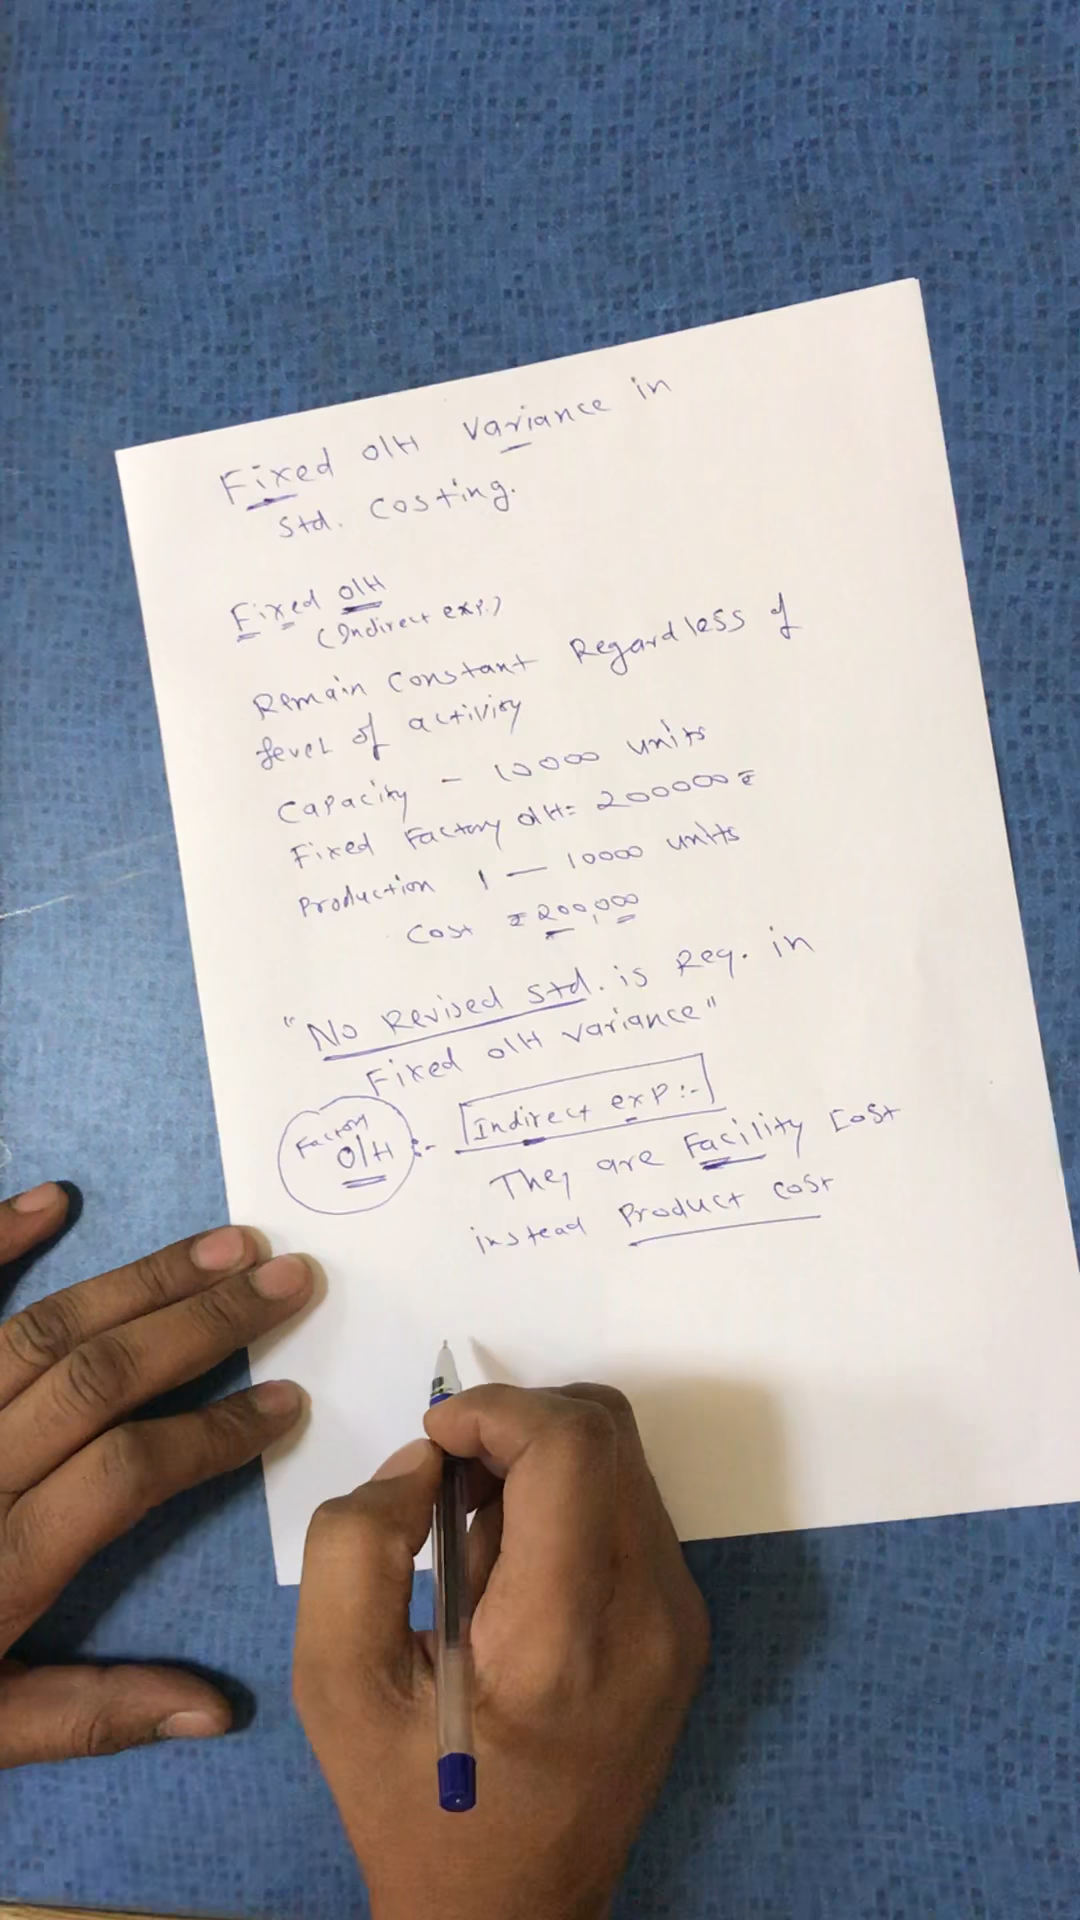 Fixed O/H Variance in
Std. Costing.
Fixed O/H
(Indirect exp.)
Remain Constant Regardless of
level of activity
Capacity - 10000 units
Fixed Factory O/H = 200000 ₹
Production 1 — 10000 units
Cost ₹ 200,000
"No Revised Std. is Req. in
Fixed O/H variance"
Factory
O/H :- Indirect exp :-
They are Facility Cost
instead Product Cost